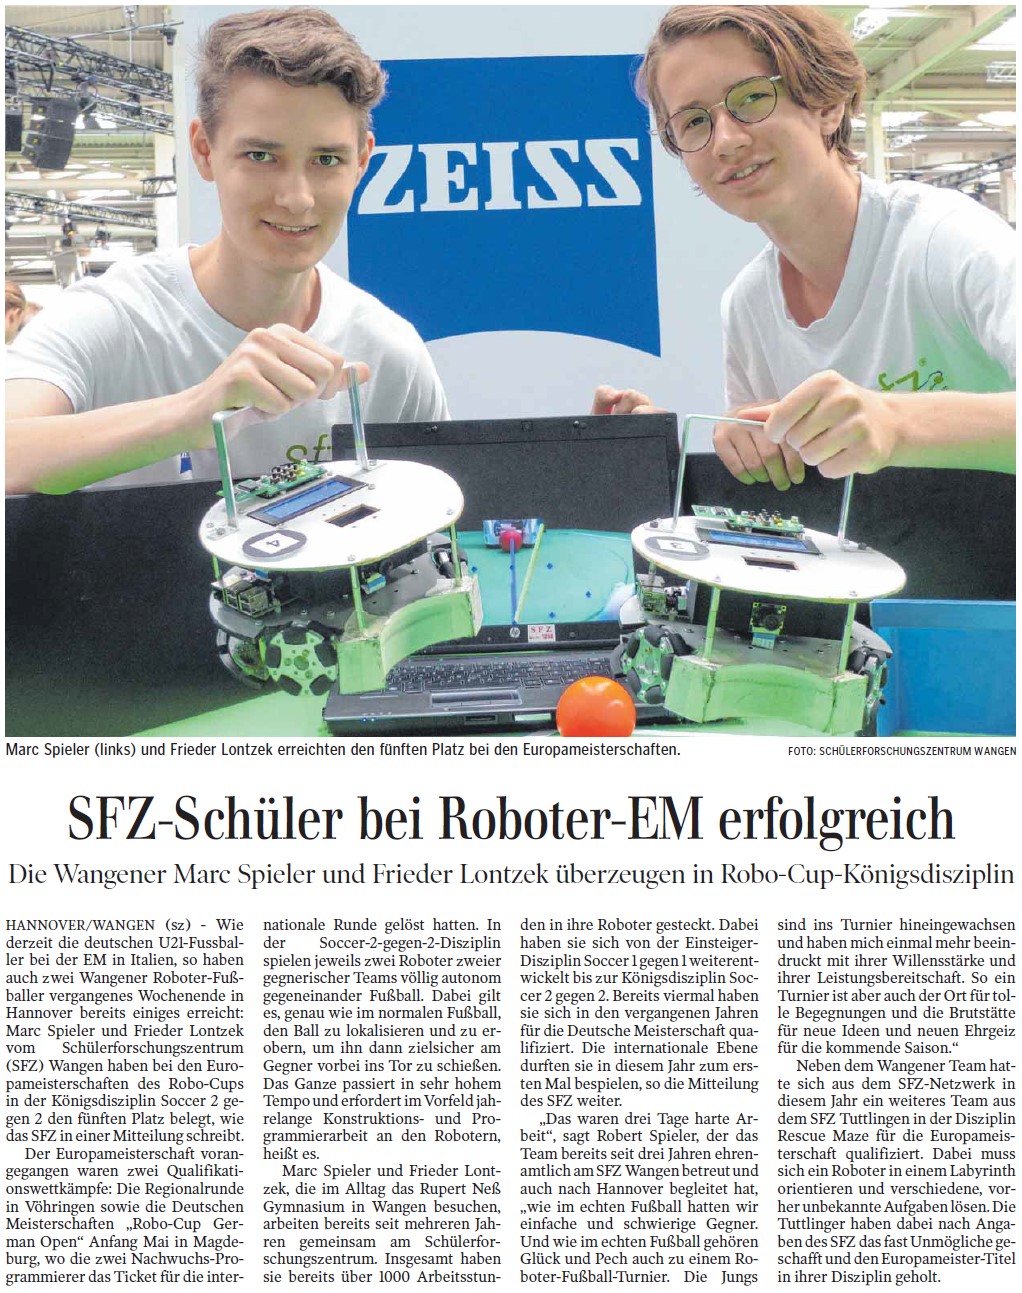 ZEISS
sf
sfz
4
3
hp
SFZ
Marc Spieler (links) und Frieder Lontzek erreichten den fünften Platz bei den Europameisterschaften.
FOTO: SCHÜLERFORSCHUNGSZENTRUM WANGEN
SFZ-Schüler bei Roboter-EM erfolgreich
Die Wangener Marc Spieler und Frieder Lontzek überzeugen in Robo-Cup-Königsdisziplin
HANNOVER/WANGEN (sz) - Wie
derzeit die deutschen U21-Fussbal-
ler bei der EM in Italien, so haben
auch zwei Wangener Roboter-Fuß-
baller vergangenes Wochenende in
Hannover bereits einiges erreicht:
Marc Spieler und Frieder Lontzek
vom Schülerforschungszentrum
(SFZ) Wangen haben bei den Euro-
pameisterschaften des Robo-Cups
in der Königsdisziplin Soccer 2 ge-
gen 2 den fünften Platz belegt, wie
das SFZ in einer Mitteilung schreibt.
Der Europameisterschaft voran-
gegangen waren zwei Qualifikati-
onswettkämpfe: Die Regionalrunde
in Vöhringen sowie die Deutschen
Meisterschaften „Robo-Cup Ger-
man Open“ Anfang Mai in Magde-
burg, wo die zwei Nachwuchs-Pro-
grammierer das Ticket für die inter-
nationale Runde gelöst hatten. In
der Soccer-2-gegen-2-Disziplin
spielen jeweils zwei Roboter zweier
gegnerischer Teams völlig autonom
gegeneinander Fußball. Dabei gilt
es, genau wie im normalen Fußball,
den Ball zu lokalisieren und zu er-
obern, um ihn dann zielsicher am
Gegner vorbei ins Tor zu schießen.
Das Ganze passiert in sehr hohem
Tempo und erfordert im Vorfeld jah-
relange Konstruktions- und Pro-
grammierarbeit an den Robotern,
heißt es.
Marc Spieler und Frieder Lont-
zek, die im Alltag das Rupert Neß
Gymnasium in Wangen besuchen,
arbeiten bereits seit mehreren Jah-
ren gemeinsam am Schülerfor-
schungszentrum. Insgesamt haben
sie bereits über 1000 Arbeitsstun-
den in ihre Roboter gesteckt. Dabei
haben sie sich von der Einsteiger-
Disziplin Soccer 1 gegen 1 weiterent-
wickelt bis zur Königsdisziplin Soc-
cer 2 gegen 2. Bereits viermal haben
sie sich in den vergangenen Jahren
für die Deutsche Meisterschaft qua-
lifiziert. Die internationale Ebene
durften sie in diesem Jahr zum ers-
ten Mal bespielen, so die Mitteilung
des SFZ weiter.
„Das waren drei Tage harte Ar-
beit“, sagt Robert Spieler, der das
Team bereits seit drei Jahren ehren-
amtlich am SFZ Wangen betreut und
auch nach Hannover begleitet hat,
„wie im echten Fußball hatten wir
einfache und schwierige Gegner.
Und wie im echten Fußball gehören
Glück und Pech auch zu einem Ro-
boter-Fußball-Turnier. Die Jungs
sind ins Turnier hineingewachsen
und haben mich einmal mehr beein-
druckt mit ihrer Willensstärke und
ihrer Leistungsbereitschaft. So ein
Turnier ist aber auch der Ort für tol-
le Begegnungen und die Brutstätte
für neue Ideen und neuen Ehrgeiz
für die kommende Saison.“
Neben dem Wangener Team hat-
te sich aus dem SFZ-Netzwerk in
diesem Jahr ein weiteres Team aus
dem SFZ Tuttlingen in der Disziplin
Rescue Maze für die Europameis-
terschaft qualifiziert. Dabei muss
sich ein Roboter in einem Labyrinth
orientieren und verschiedene, vor-
her unbekannte Aufgaben lösen. Die
Tuttlinger haben dabei nach Anga-
ben des SFZ das fast Unmögliche ge-
schafft und den Europameister-Titel
in ihrer Disziplin geholt.